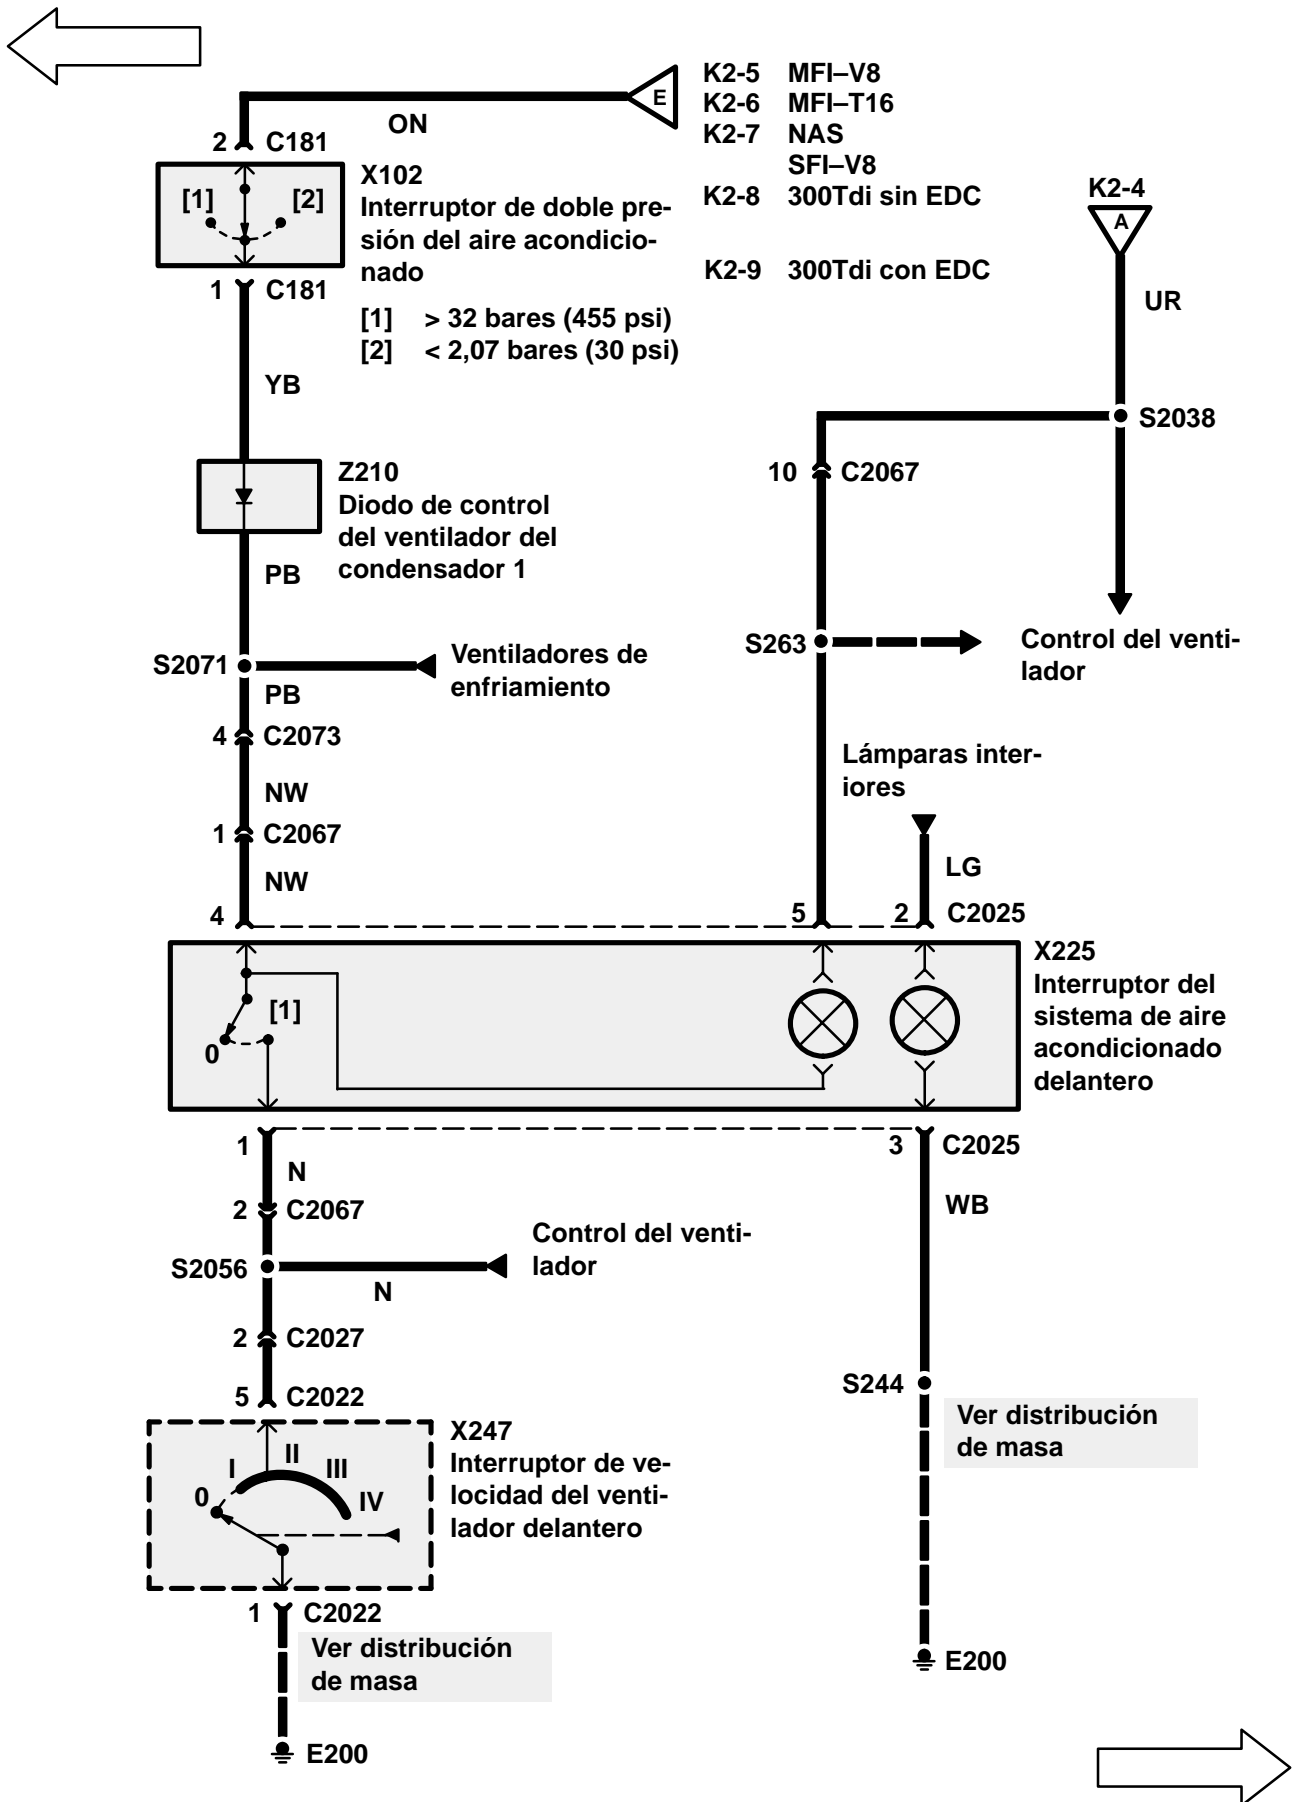 E
K2-5 MFI–V8
K2-6 MFI–T16
K2-7 NAS
SFI–V8
K2-8 300Tdi sin EDC
K2-9 300Tdi con EDC
ON
2 C181
X102
Interruptor de doble pre-
sión del aire acondicio-
nado
[1] [2]
1 C181
[1] > 32 bares (455 psi)
[2] < 2,07 bares (30 psi)
K2-4
A
UR
S2038
YB
10 C2067
Z210
Diodo de control
del ventilador del
condensador 1
PB
S2071
Ventiladores de
enfriamiento
PB
S263
Control del venti-
lador
4 C2073
NW
1 C2067
NW
Lámparas inter-
iores
LG
4
5
2 C2025
X225
Interruptor del
sistema de aire
acondicionado
delantero
[1]
0
1
3 C2025
N
WB
2 C2067
S2056
Control del venti-
lador
N
2 C2027
5 C2022
S244
Ver distribución
de masa
X247
Interruptor de ve-
locidad del venti-
lador delantero
0 I II III IV
1 C2022
Ver distribución
de masa
E200
E200